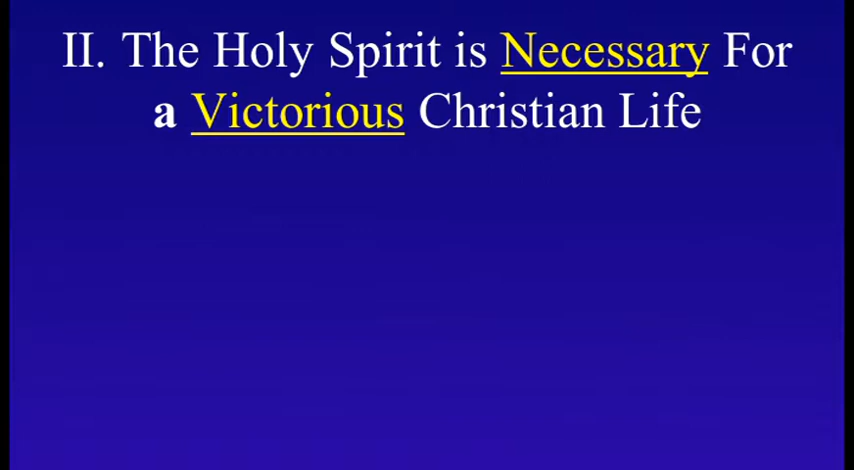 II. The Holy Spirit is Necessary For
a Victorious Christian Life